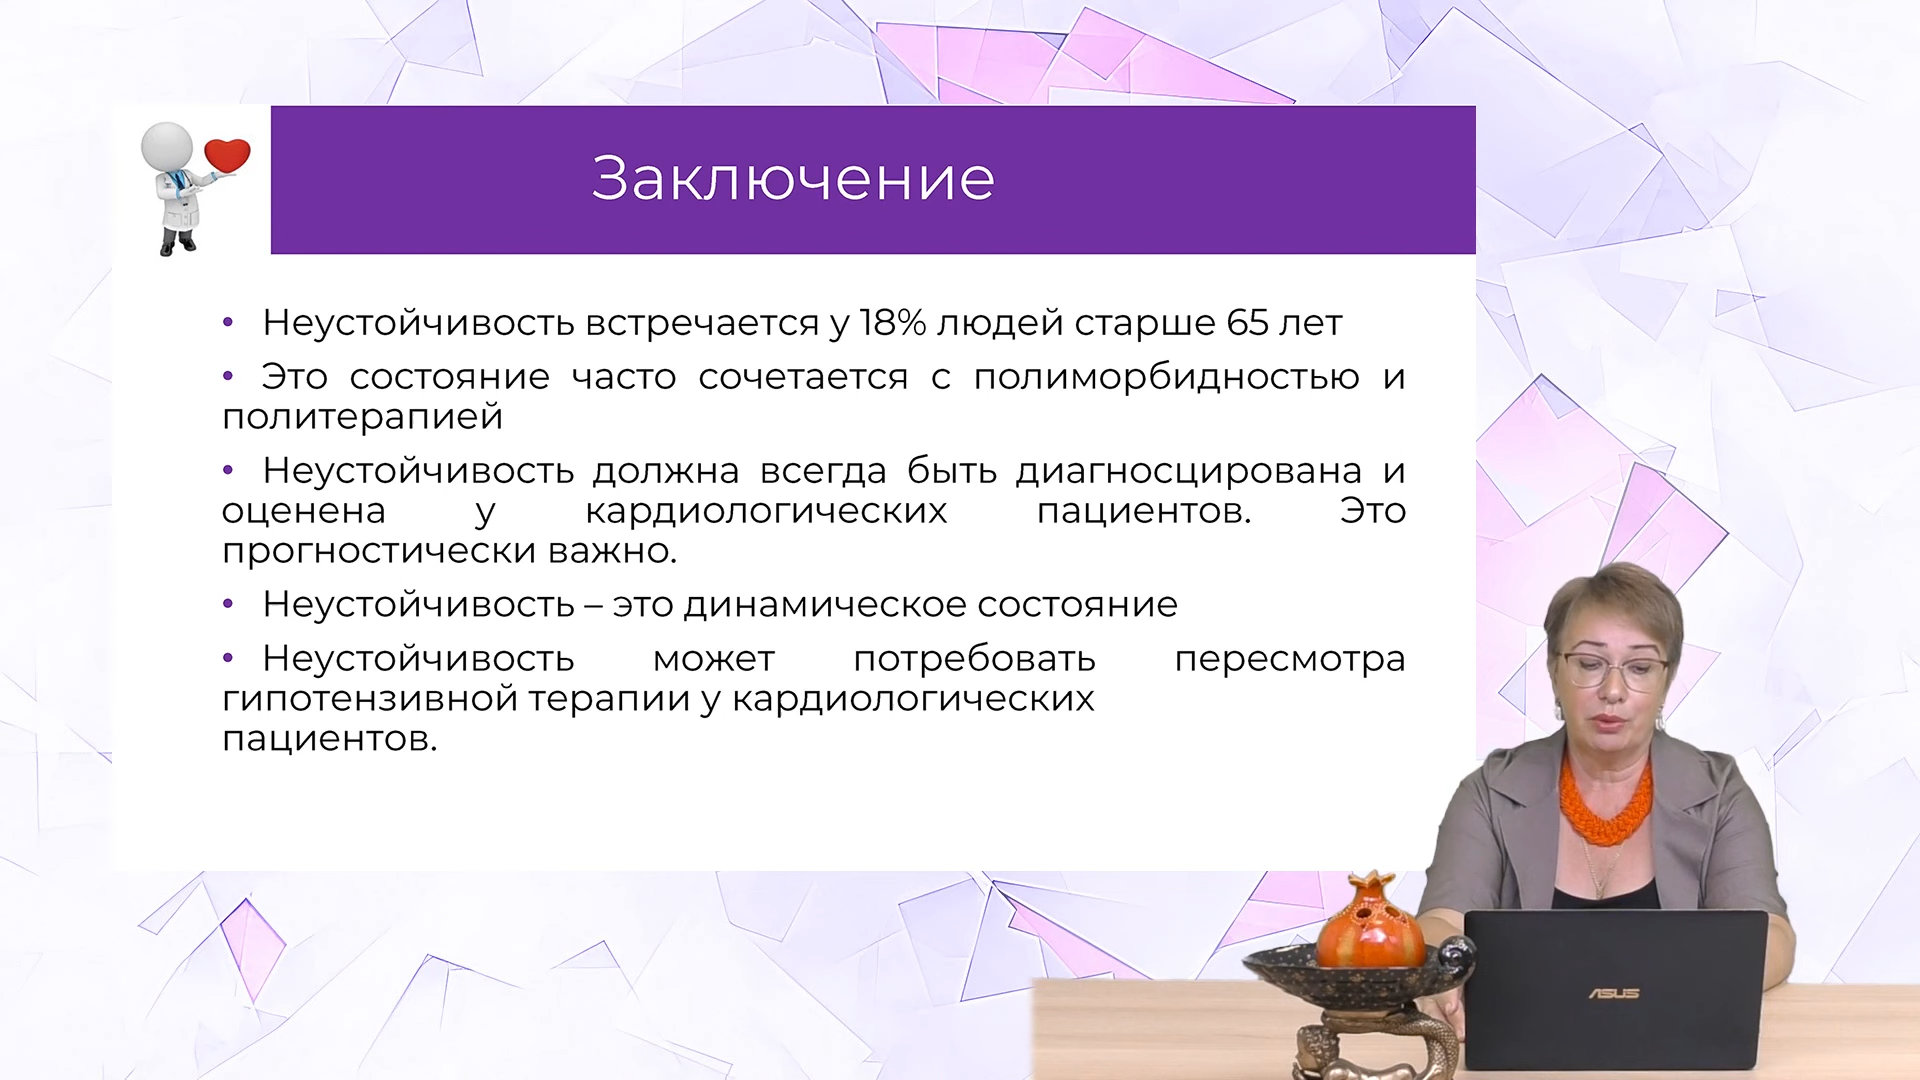 Заключение
• Неустойчивость встречается у 18% людей старше 65 лет
• Это состояние часто сочетается с полиморбидностью и
политерапией
• Неустойчивость должна всегда быть диагносцирована и
оценена у кардиологических пациентов. Это
прогностически важно.
• Неустойчивость – это динамическое состояние
• Неустойчивость может потребовать пересмотра
гипотензивной терапии у кардиологических
пациентов.
ASUS